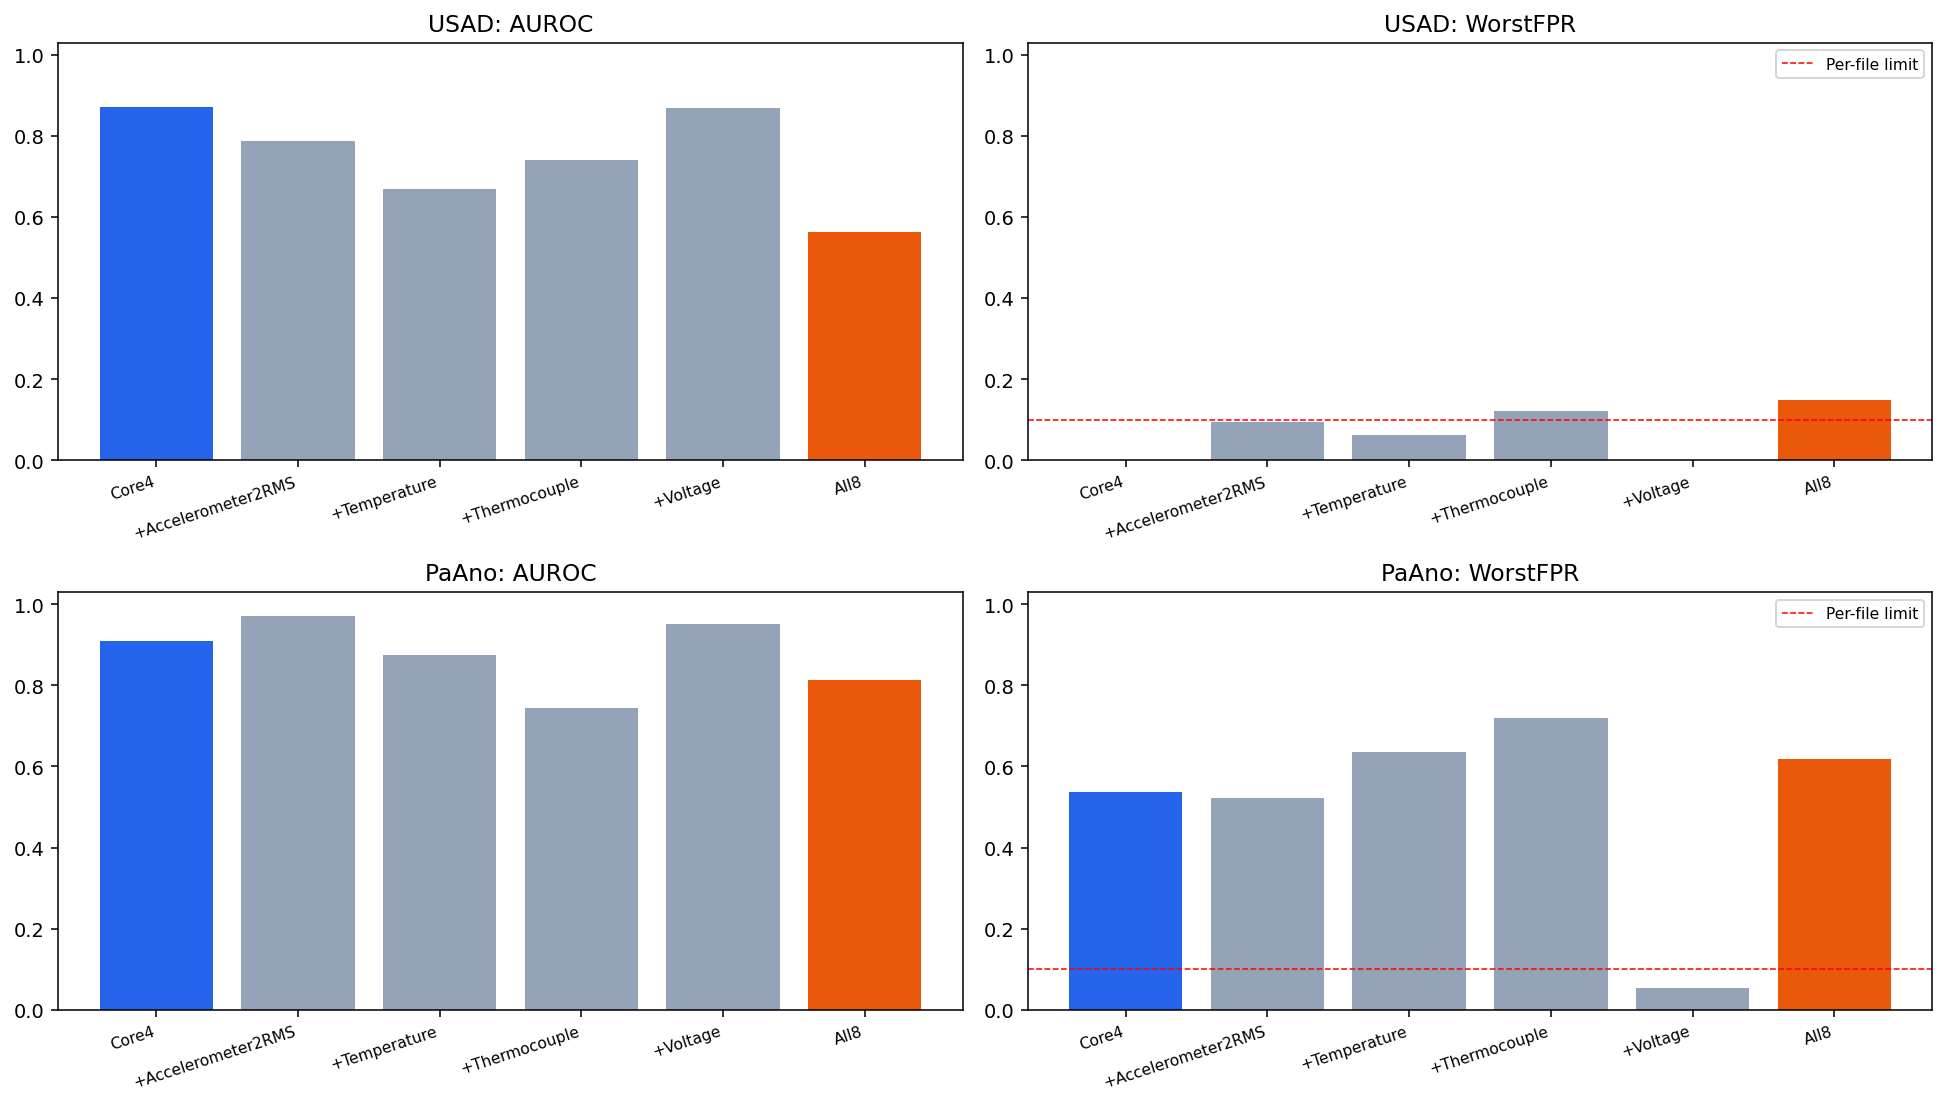 USAD: AUROC
1.0
0.8
0.6
0.4
0.2
0.0
Core4
+Accelerometer2RMS
+Temperature
+Thermocouple
+Voltage
All8
USAD: WorstFPR
Per-file limit
1.0
0.8
0.6
0.4
0.2
0.0
Core4
+Accelerometer2RMS
+Temperature
+Thermocouple
+Voltage
All8
PaAno: AUROC
1.0
0.8
0.6
0.4
0.2
0.0
Core4
+Accelerometer2RMS
+Temperature
+Thermocouple
+Voltage
All8
PaAno: WorstFPR
Per-file limit
1.0
0.8
0.6
0.4
0.2
0.0
Core4
+Accelerometer2RMS
+Temperature
+Thermocouple
+Voltage
All8